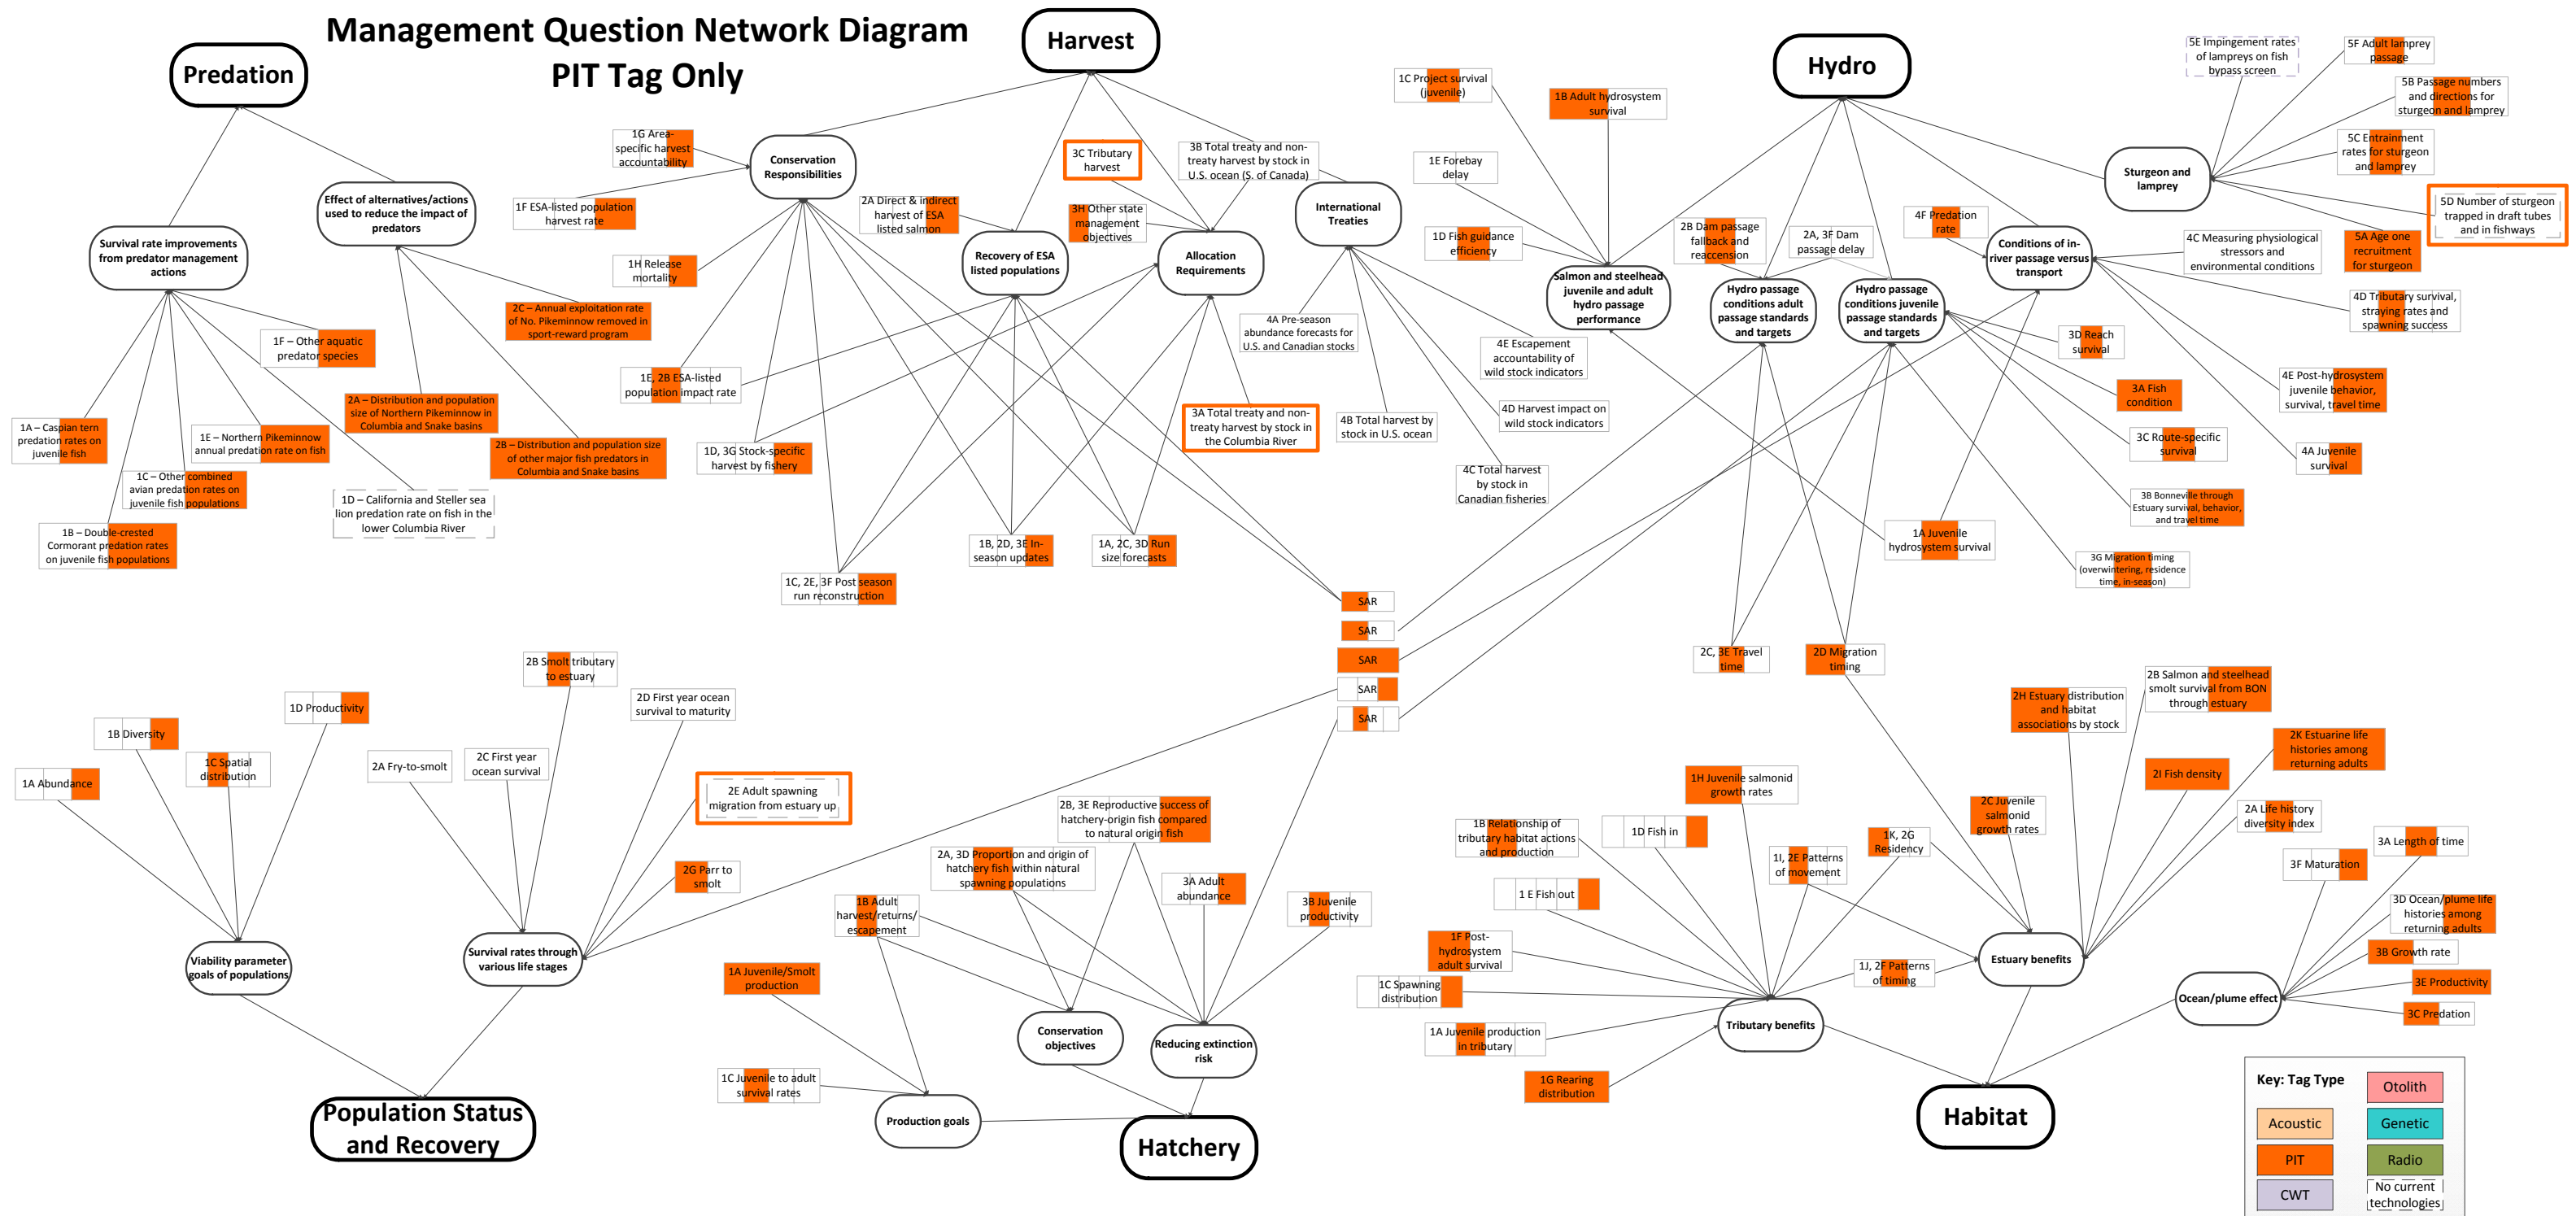 Management Question Network Diagram
PIT Tag Only
Predation
Harvest
Hydro
1G Area-
specific harvest
accountability
Conservation
Responsibilities
3C Tributary
harvest
3B Total treaty and non-
treaty harvest by stock in
U.S. ocean (S. of Canada)
1C Project survival
(juvenile)
1B Adult hydrosystem
survival
1E Forebay
delay
5E Impingement rates
of lampreys on fish
bypass screen
5F Adult lamprey
passage
5B Passage numbers
and directions for
sturgeon and lamprey
5C Entrainment
rates for sturgeon
and lamprey
Sturgeon and
lamprey
5D Number of sturgeon
trapped in draft tubes
and in fishways
5A Age one
recruitment
for sturgeon
Effect of alternatives/actions
used to reduce the impact of
predators
1F ESA-listed population
harvest rate
2A Direct & indirect
harvest of ESA
listed salmon
3H Other state
management
objectives
International
Treaties
1D Fish guidance
efficiency
2B Dam passage
fallback and
reaccension
2A, 3F Dam
passage delay
4F Predation
rate
Conditions of in-
river passage versus
transport
4C Measuring physiological
stressors and
environmental conditions
Survival rate improvements
from predator management
actions
1H Release
mortality
Recovery of ESA
listed populations
Allocation
Requirements
Salmon and steelhead
juvenile and adult
hydro passage
performance
Hydro passage
conditions adult
passage standards
and targets
Hydro passage
conditions juvenile
passage standards
and targets
4D Tributary survival,
straying rates and
spawning success
2C – Annual exploitation rate
of No. Pikeminnow removed in
sport-reward program
1F – Other aquatic
predator species
4A Pre-season
abundance forecasts for
U.S. and Canadian stocks
4E Escapement
accountability of
wild stock indicators
3D Reach
survival
3A Fish
condition
4E Post-hydrosystem
juvenile behavior,
survival, travel time
1E, 2B ESA-listed
population impact rate
2A – Distribution and population
size of Northern Pikeminnow in
Columbia and Snake basins
1A – Caspian tern
predation rates on
juvenile fish
1E – Northern Pikeminnow
annual predation rate on fish
2B – Distribution and population size
of other major fish predators in
Columbia and Snake basins
1D, 3G Stock-specific
harvest by fishery
3A Total treaty and non-
treaty harvest by stock in
the Columbia River
4B Total harvest by
stock in U.S. ocean
4D Harvest impact on
wild stock indicators
3C Route-specific
survival
4A Juvenile
survival
1C – Other combined
avian predation rates on
juvenile fish populations
1D – California and Steller sea
lion predation rate on fish in the
lower Columbia River
4C Total harvest
by stock in
Canadian fisheries
3B Bonneville through
Estuary survival, behavior,
and travel time
1B – Double-crested
Cormorant predation rates
on juvenile fish populations
1B, 2D, 3E In-
season updates
1A, 2C, 3D Run
size forecasts
1A Juvenile
hydrosystem survival
3G Migration timing
(overwintering, residence
time, in-season)
1C, 2E, 3F Post season
run reconstruction
SAR
SAR
SAR
SAR
SAR
2C, 3E Travel
time
2D Migration
timing
2B Smolt tributary
to estuary
2D First year ocean
survival to maturity
1D Productivity
1B Diversity
1C Spatial
distribution
1A Abundance
2A Fry-to-smolt
2C First year
ocean survival
2E Adult spawning
migration from estuary up
2G Parr to
smolt
2H Estuary distribution
and habitat
associations by stock
2B Salmon and steelhead
smolt survival from BON
through estuary
2K Estuarine life
histories among
returning adults
2I Fish density
2A Life history
diversity index
1H Juvenile salmonid
growth rates
2C Juvenile
salmonid
growth rates
2B, 3E Reproductive success of
hatchery-origin fish compared
to natural origin fish
1B Relationship of
tributary habitat actions
and production
1D Fish in
1K, 2G
Residency
3A Length of time
3F Maturation
2A, 3D Proportion and origin of
hatchery fish within natural
spawning populations
1I, 2E Patterns
of movement
3A Adult
abundance
1 E Fish out
3B Juvenile
productivity
1B Adult
harvest/returns/
escapement
3D Ocean/plume life
histories among
returning adults
1F Post-
hydrosystem
adult survival
3B Growth rate
Viability parameter
goals of populations
Survival rates through
various life stages
Estuary benefits
1J, 2F Patterns
of timing
1A Juvenile/Smolt
production
1C Spawning
distribution
Ocean/plume effect
3E Productivity
3C Predation
Conservation
objectives
Reducing extinction
risk
1A Juvenile production
in tributary
Tributary benefits
1C Juvenile to adult
survival rates
1G Rearing
distribution
Production goals
Population Status
and Recovery
Hatchery
Habitat
Key: Tag Type
Otolith
Acoustic
Genetic
PIT
Radio
CWT
No current
technologies